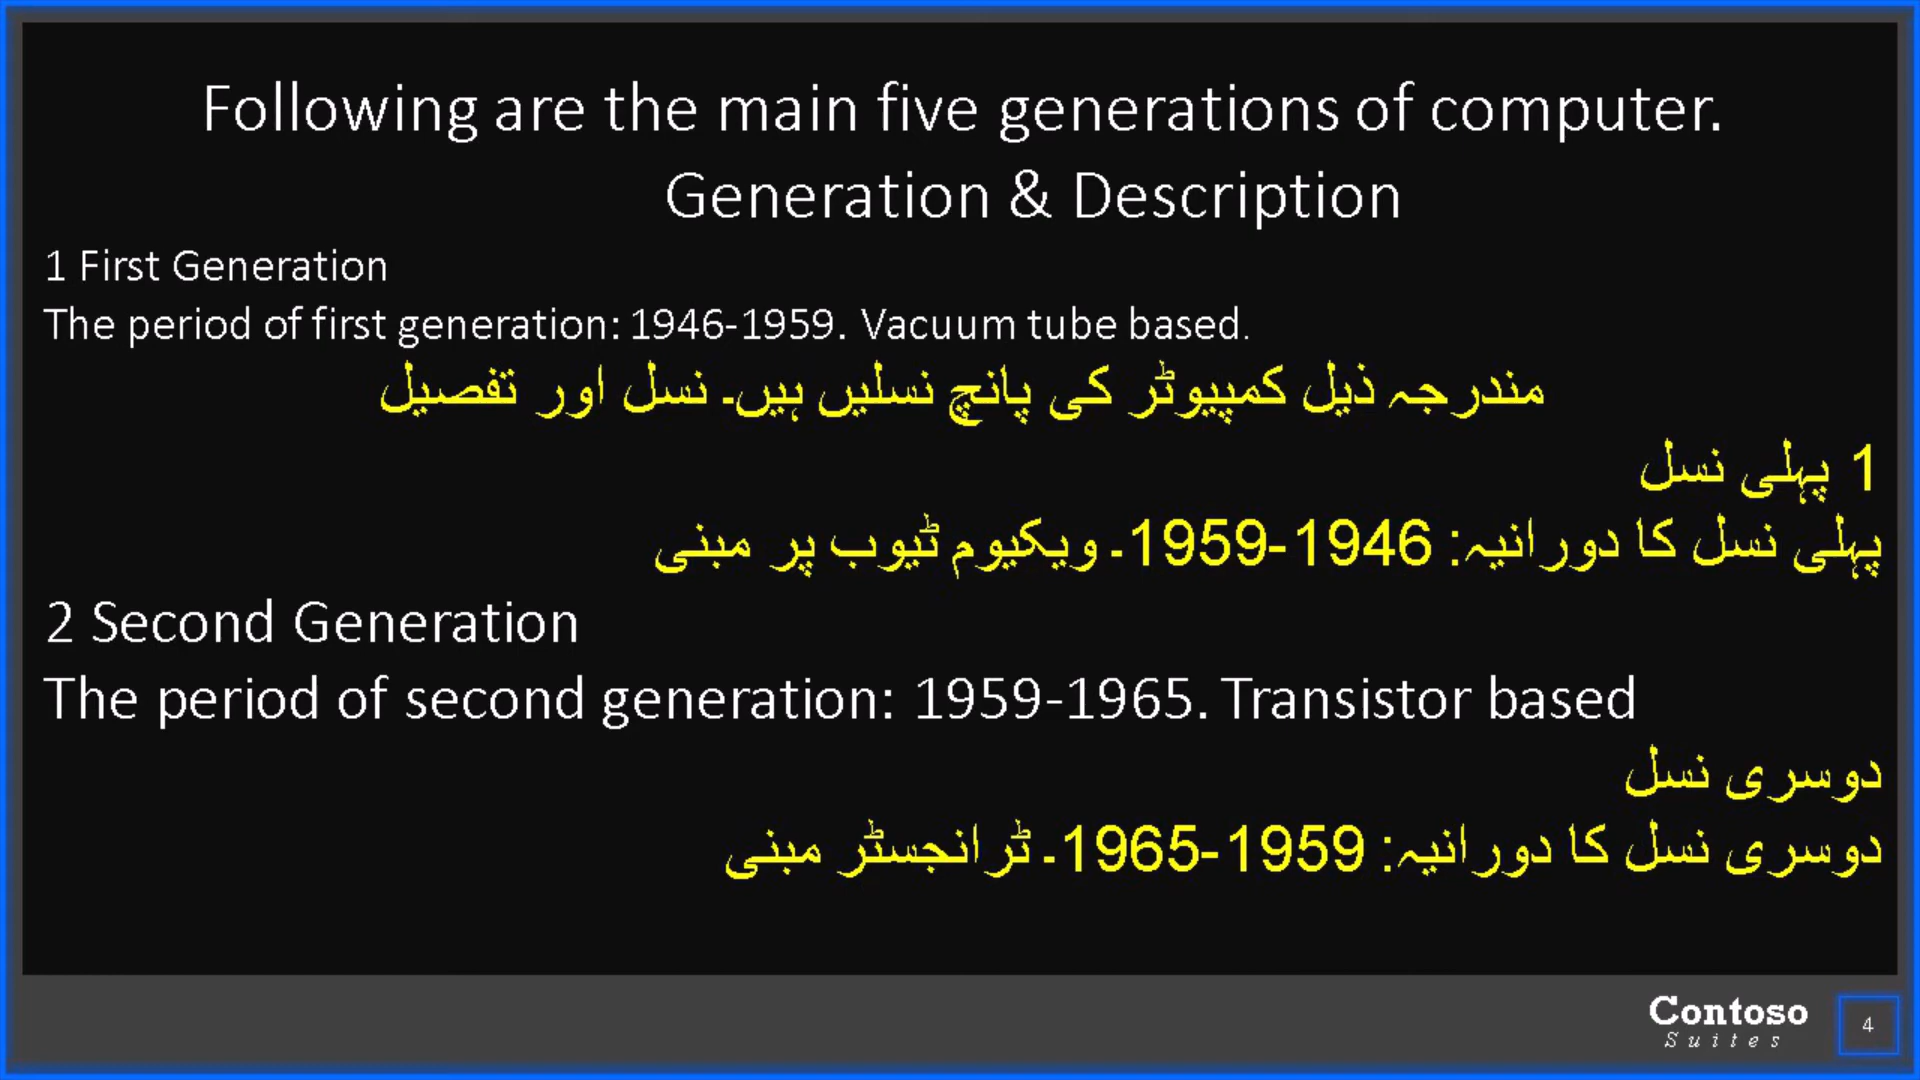 Following are the main five generations of computer.
Generation & Description
1 First Generation
The period of first generation: 1946-1959. Vacuum tube based.
مندرجہ ذیل کمپیوٹر کی پانچ نسلیں ہیں۔ نسل اور تفصیل
1 پہلی نسل
پہلی نسل کا دورانیہ: 1946-1959۔ ویکیوم ٹیوب پر مبنی
2 Second Generation
The period of second generation: 1959-1965. Transistor based
دوسری نسل
دوسری نسل کا دورانیہ: 1959-1965۔ ٹرانجسٹر مبنی
Contoso
Suites
4